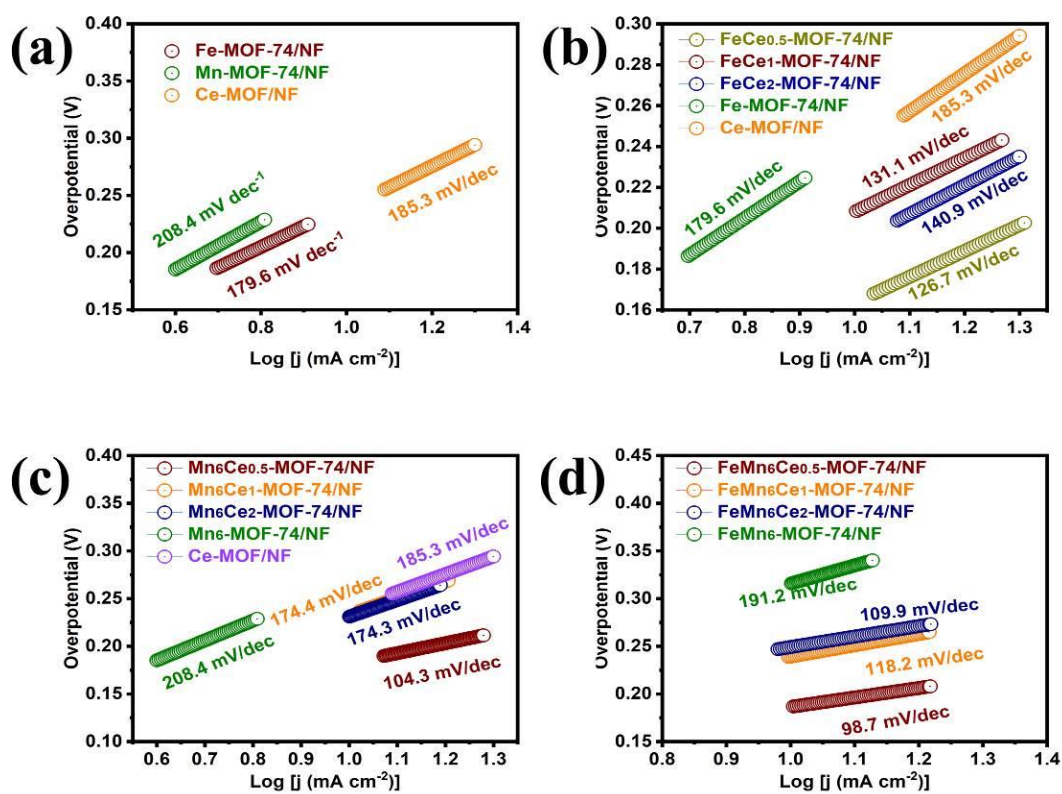 (a)
Fe-MOF-74/NF
Mn-MOF-74/NF
Ce-MOF/NF
208.4 mV dec-1
179.6 mV dec-1
185.3 mV/dec
0.40
0.35
0.30
0.25
0.20
0.15
Overpotential (V)
0.6
0.8
1.0
1.2
1.4
Log [j (mA cm-2)]
(b)
FeCe0.5-MOF-74/NF
FeCe1-MOF-74/NF
FeCe2-MOF-74/NF
Fe-MOF-74/NF
Ce-MOF/NF
185.3 mV/dec
131.1 mV/dec
179.6 mV/dec
140.9 mV/dec
126.7 mV/dec
0.30
0.28
0.26
0.24
0.22
0.20
0.18
0.16
Overpotential (V)
0.7
0.8
0.9
1.0
1.1
1.2
1.3
Log [j (mA cm-2)]
(c)
Mn6Ce0.5-MOF-74/NF
Mn6Ce1-MOF-74/NF
Mn6Ce2-MOF-74/NF
Mn6-MOF-74/NF
Ce-MOF/NF
185.3 mV/dec
174.4 mV/dec
174.3 mV/dec
208.4 mV/dec
104.3 mV/dec
0.40
0.35
0.30
0.25
0.20
0.15
0.10
Overpotential (V)
0.5
0.6
0.7
0.8
0.9
1.0
1.1
1.2
1.3
Log [j (mA cm-2)]
(d)
FeMn6Ce0.5-MOF-74/NF
FeMn6Ce1-MOF-74/NF
FeMn6Ce2-MOF-74/NF
FeMn6-MOF-74/NF
191.2 mV/dec
109.9 mV/dec
118.2 mV/dec
98.7 mV/dec
0.45
0.40
0.35
0.30
0.25
0.20
0.15
Overpotential (V)
0.8
0.9
1.0
1.1
1.2
1.3
1.4
Log [j (mA cm-2)]